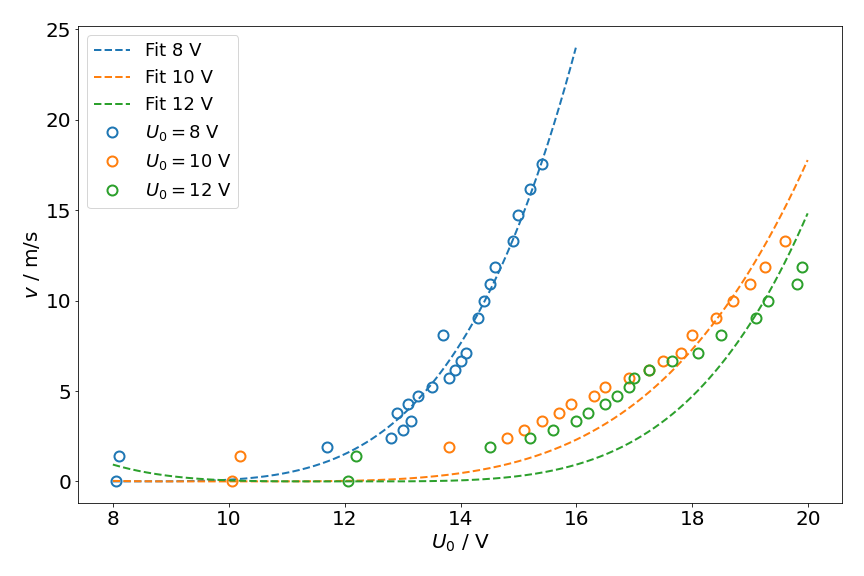 25
20
15
10
5
0
v / m/s
Fit 8 V
Fit 10 V
Fit 12 V
U₀ = 8 V
U₀ = 10 V
U₀ = 12 V
8 10 12 14 16 18 20
U₀ / V